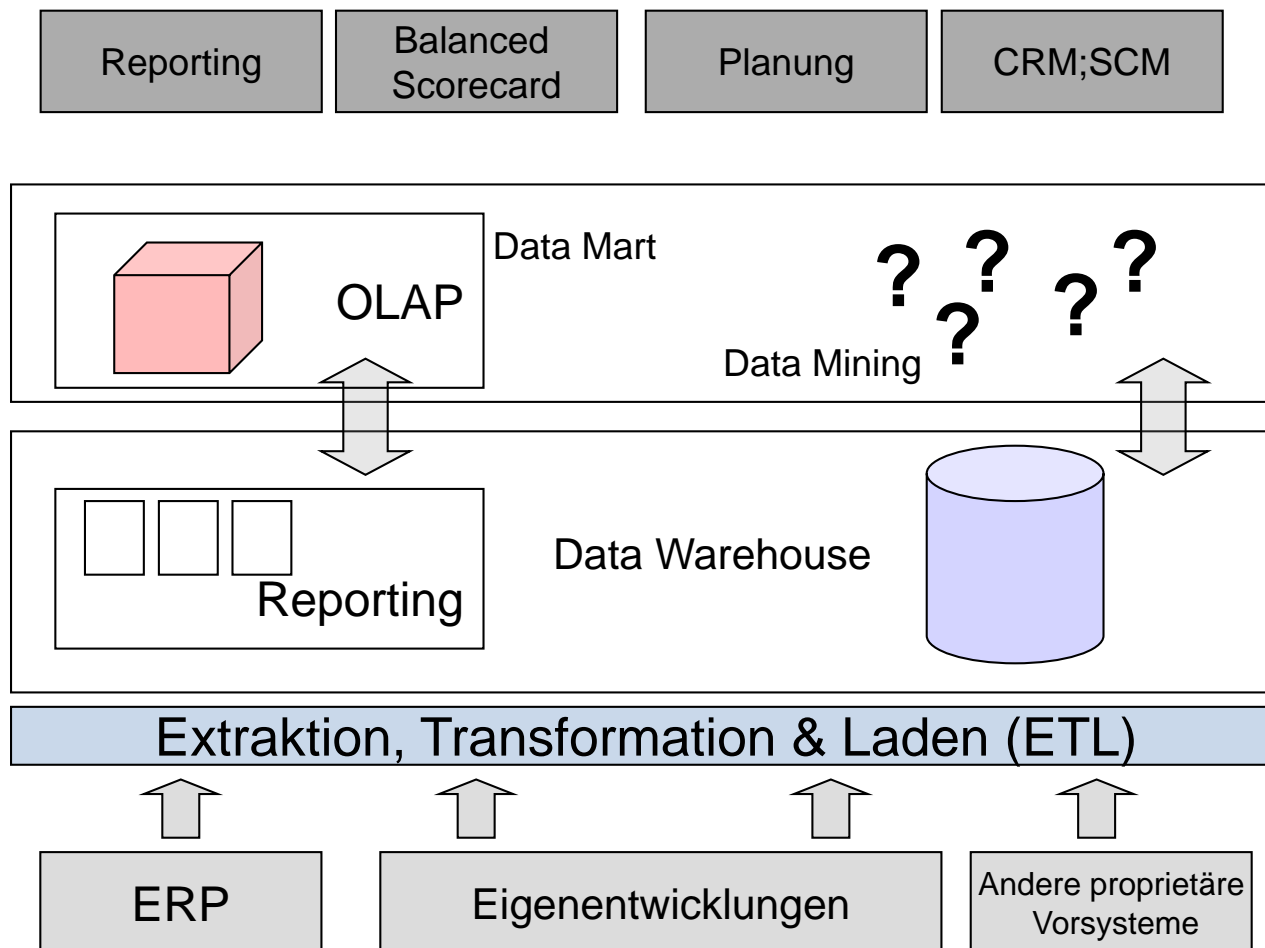 Reporting
Balanced
Scorecard
Planung
CRM;SCM
Data Mart
OLAP
? ? ? ? ?
Data Mining
Data Warehouse
Reporting
Extraktion, Transformation & Laden (ETL)
ERP
Eigenentwicklungen
Andere proprietäre
Vorsysteme